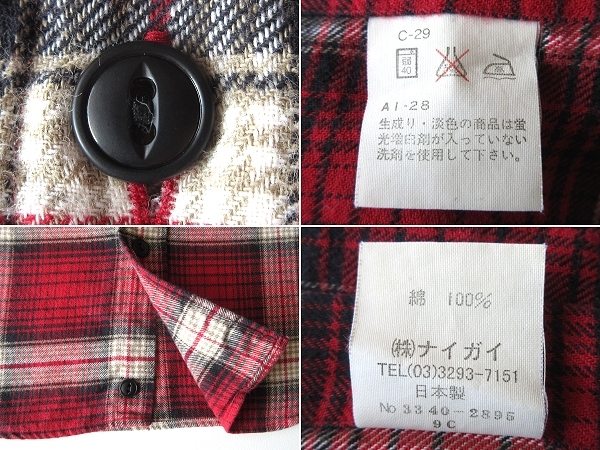 C-29
弱
40
A1-28
生成り・淡色の商品は蛍
光増白剤が入っていない
洗剤を使用して下さい。
綿 100%
(株)ナイガイ
TEL(03)3293-7151
日本製
No 3340-2895
9C